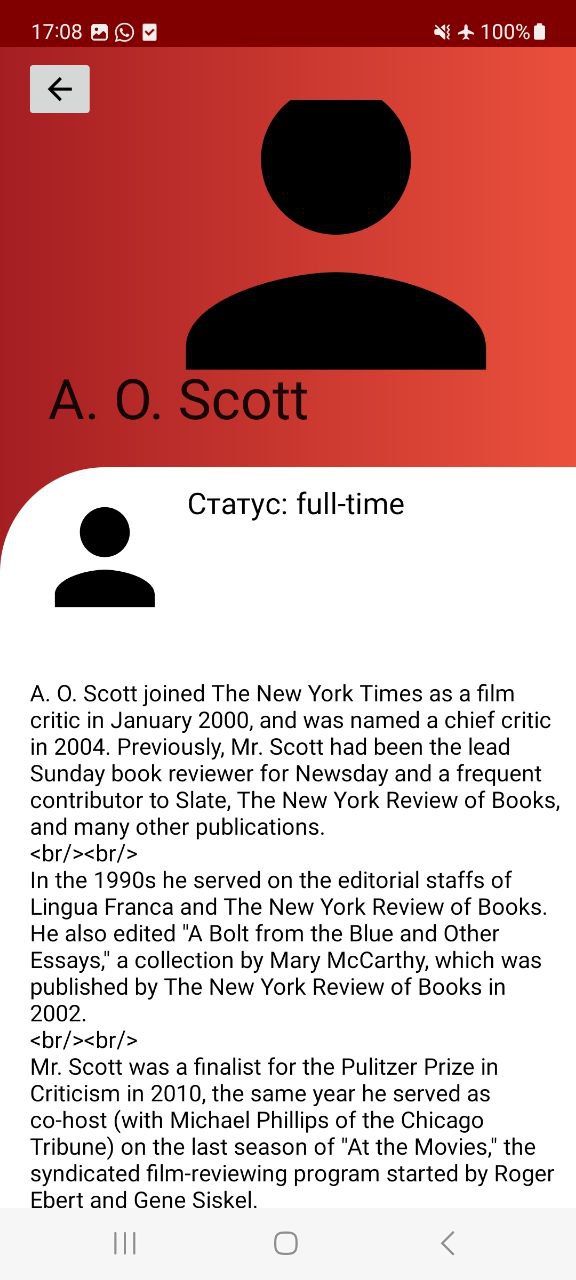 17:08
100%
A. O. Scott
Статус: full-time
A. O. Scott joined The New York Times as a film
critic in January 2000, and was named a chief critic
in 2004. Previously, Mr. Scott had been the lead
Sunday book reviewer for Newsday and a frequent
contributor to Slate, The New York Review of Books,
and many other publications.
<br/><br/>
In the 1990s he served on the editorial staffs of
Lingua Franca and The New York Review of Books.
He also edited "A Bolt from the Blue and Other
Essays," a collection by Mary McCarthy, which was
published by The New York Review of Books in
2002.
<br/><br/>
Mr. Scott was a finalist for the Pulitzer Prize in
Criticism in 2010, the same year he served as
co-host (with Michael Phillips of the Chicago
Tribune) on the last season of "At the Movies," the
syndicated film-reviewing program started by Roger
Ebert and Gene Siskel.